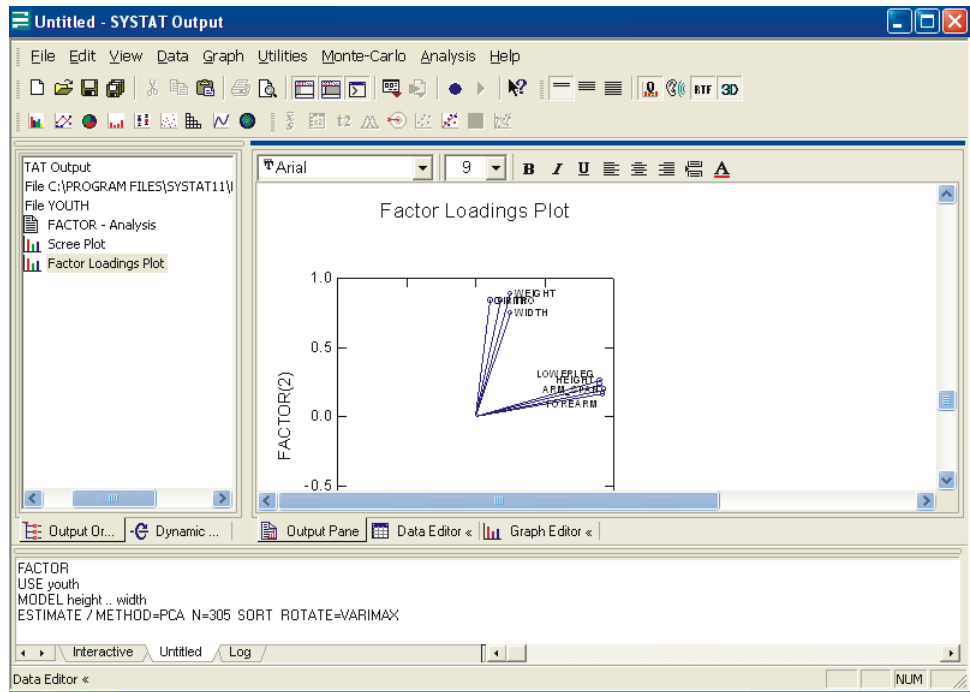 Untitled - SYSTAT Output
File Edit View Data Graph Utilities Monte-Carlo Analysis Help
RTF 3D
t2
TAT Output
File C:\PROGRAM FILES\SYSTAT11\
File YOUTH
FACTOR - Analysis
Scree Plot
Factor Loadings Plot
Arial 9 B I U A
Factor Loadings Plot
1.0
WEIGHT
WIDTH
0.5
LOWERLEG
HEIGHT
ARM_SPAN
FOREARM
0.0
FACTOR(2)
-0.5
Output Or... Dynamic ...
Output Pane Data Editor « Graph Editor «
FACTOR
USE youth
MODEL height .. width
ESTIMATE / METHOD=PCA N=305 SORT ROTATE=VARIMAX
Interactive Untitled Log
Data Editor « NUM